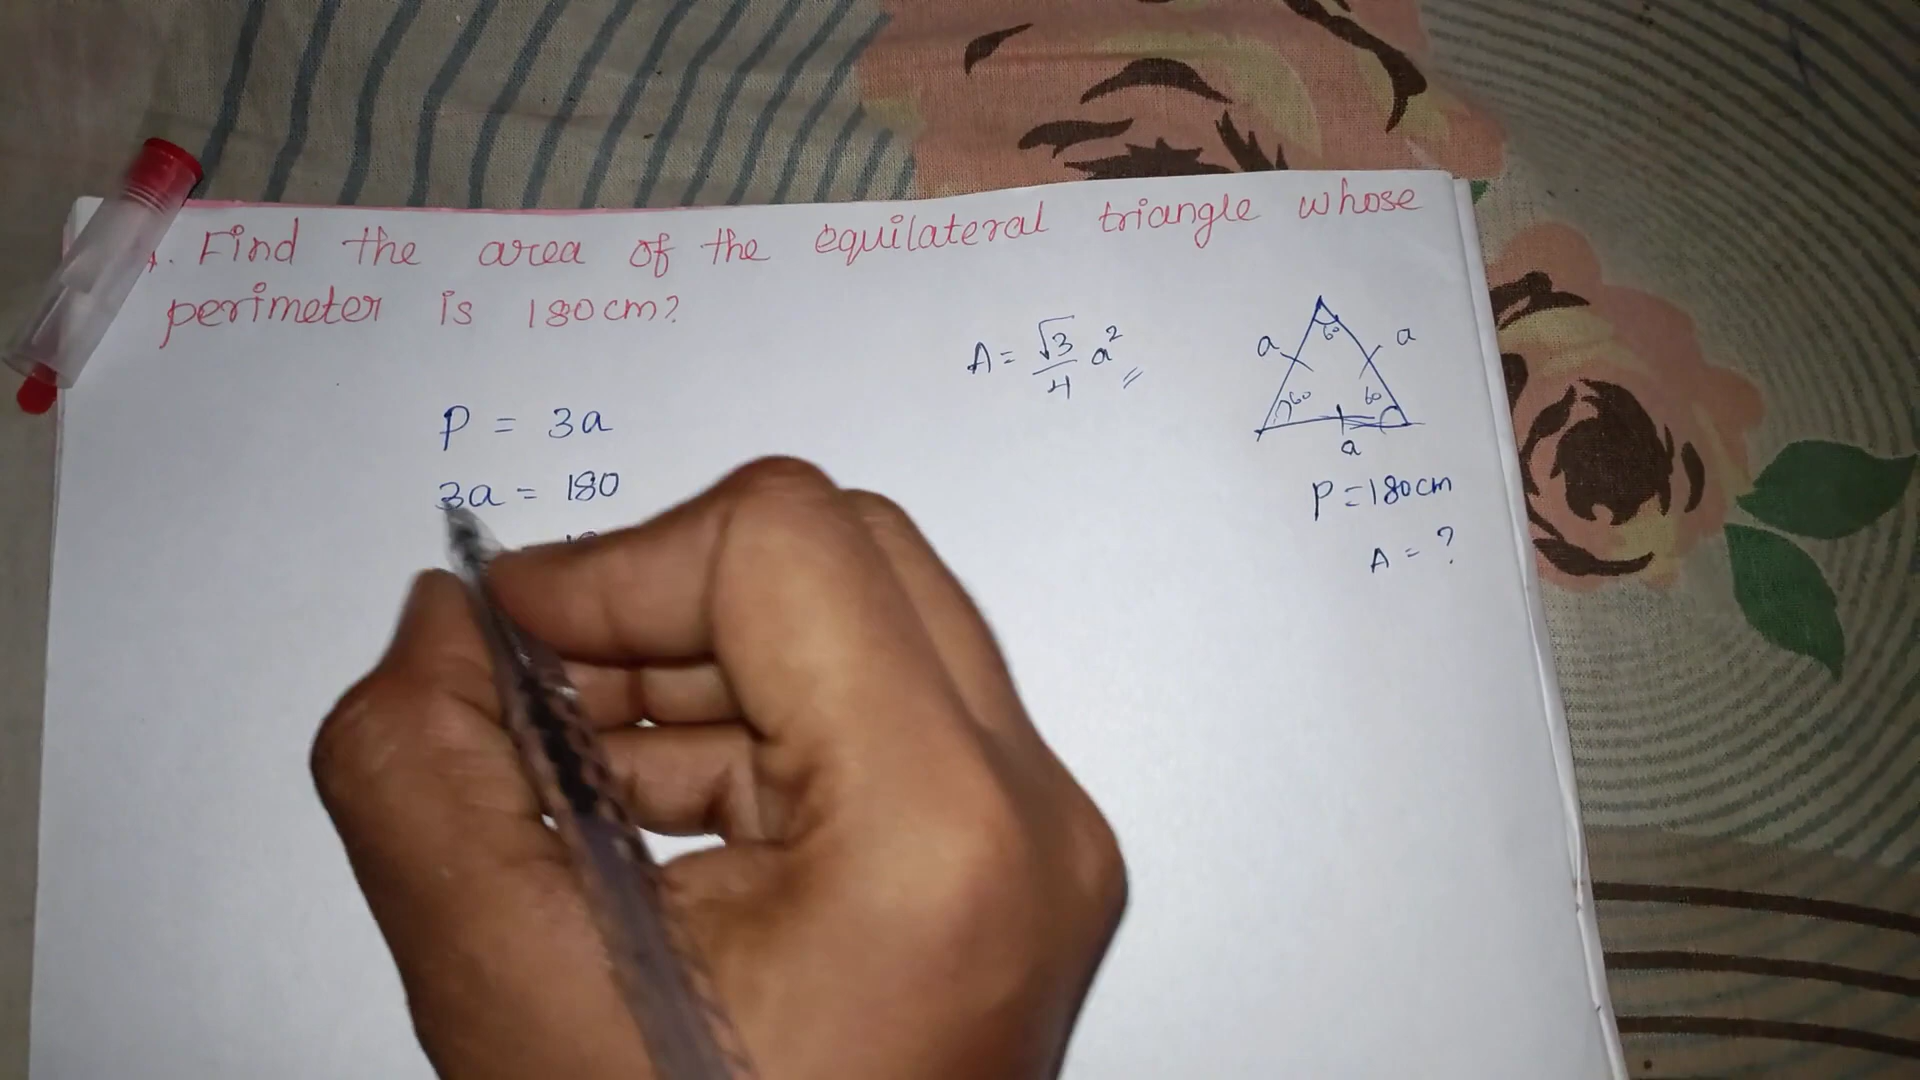 . Find the area of the equilateral triangle whose
perimeter is 180cm?
A = √3/4 a²
a
a
60
60
60
a
P = 3a
3a = 180
P = 180cm
A = ?